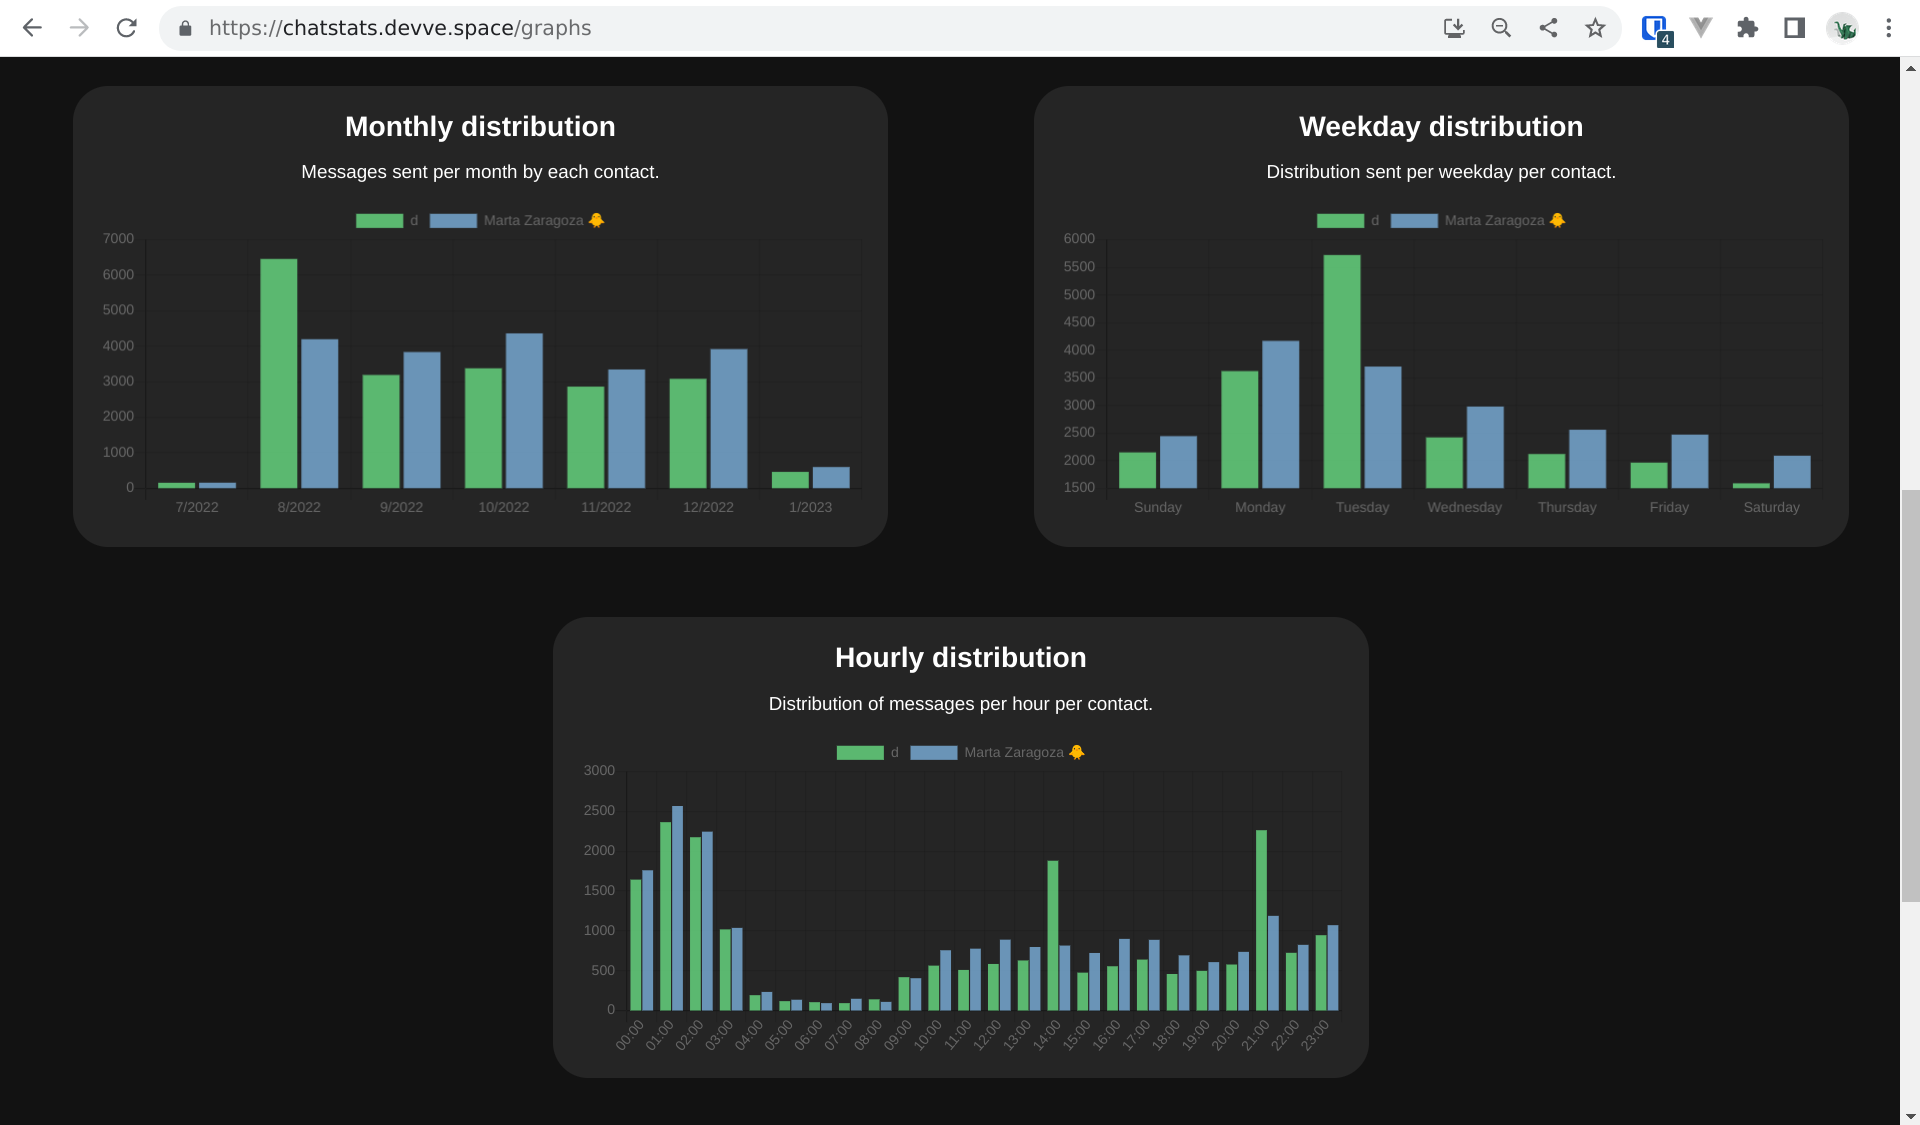 https://chatstats.devve.space/graphs
4
Monthly distribution
Messages sent per month by each contact.
d Marta Zaragoza 🐥
7000
6000
5000
4000
3000
2000
1000
0
7/2022 8/2022 9/2022 10/2022 11/2022 12/2022 1/2023
Weekday distribution
Distribution sent per weekday per contact.
d Marta Zaragoza 🐥
6000
5500
5000
4500
4000
3500
3000
2500
2000
1500
Sunday Monday Tuesday Wednesday Thursday Friday Saturday
Hourly distribution
Distribution of messages per hour per contact.
d Marta Zaragoza 🐥
3000
2500
2000
1500
1000
500
0
00:00 01:00 02:00 03:00 04:00 05:00 06:00 07:00 08:00 09:00 10:00 11:00 12:00 13:00 14:00 15:00 16:00 17:00 18:00 19:00 20:00 21:00 22:00 23:00